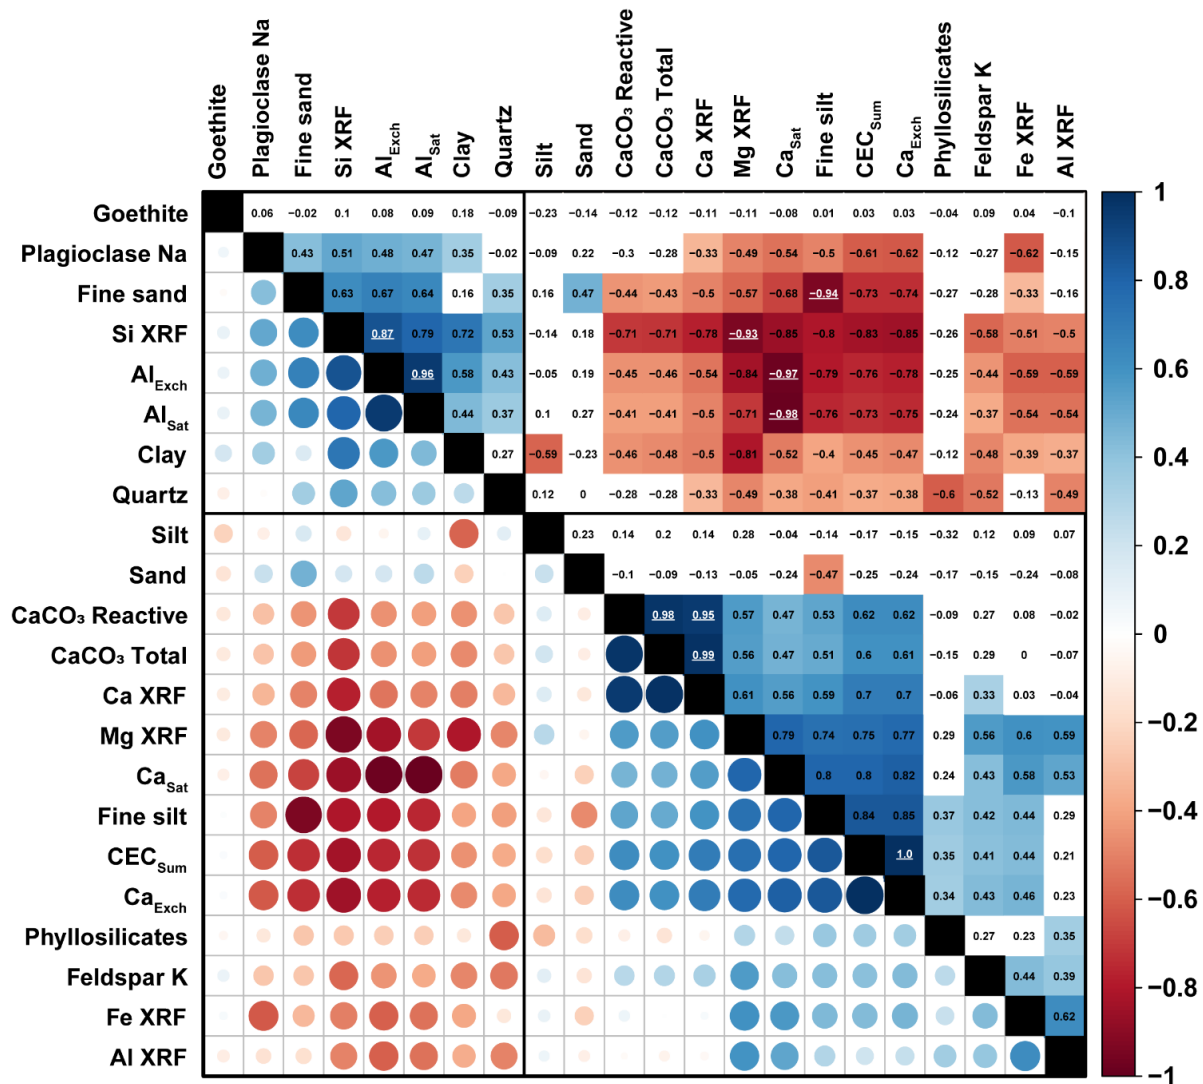 Goethite Plagioclase Na Fine sand Si XRF Al Exch Al Sat Clay Quartz Silt Sand CaCO₃ Reactive CaCO₃ Total Ca XRF Mg XRF Ca Sat Fine silt CEC Sum Ca Exch Phyllosilicates Feldspar K Fe XRF Al XRF
Goethite 0.06 −0.02 0.1 0.08 0.09 0.18 −0.09 −0.23 −0.14 −0.12 −0.12 −0.11 −0.11 −0.08 0.01 0.03 0.03 −0.04 0.09 0.04 −0.1
Plagioclase Na 0.43 0.51 0.48 0.47 0.35 −0.02 −0.09 0.22 −0.3 −0.28 −0.33 −0.49 −0.54 −0.5 −0.61 −0.62 −0.12 −0.27 −0.62 −0.15
Fine sand 0.63 0.67 0.64 0.16 0.35 0.16 0.47 −0.44 −0.43 −0.5 −0.57 −0.68 −0.94 −0.73 −0.74 −0.27 −0.28 −0.33 −0.16
Si XRF 0.87 0.79 0.72 0.53 −0.14 0.18 −0.71 −0.71 −0.78 −0.93 −0.85 −0.8 −0.83 −0.85 −0.26 −0.58 −0.51 −0.5
Al Exch 0.96 0.58 0.43 −0.05 0.19 −0.45 −0.46 −0.54 −0.84 −0.97 −0.79 −0.76 −0.78 −0.25 −0.44 −0.59 −0.59
Al Sat 0.44 0.37 0.1 0.27 −0.41 −0.41 −0.5 −0.71 −0.98 −0.76 −0.73 −0.75 −0.24 −0.37 −0.54 −0.54
Clay 0.27 −0.59 −0.23 −0.46 −0.48 −0.5 −0.81 −0.52 −0.4 −0.45 −0.47 −0.12 −0.48 −0.39 −0.37
Quartz 0.12 0 −0.28 −0.28 −0.33 −0.49 −0.38 −0.41 −0.37 −0.38 −0.6 −0.52 −0.13 −0.49
Silt 0.23 0.14 0.2 0.14 0.28 −0.04 −0.14 −0.17 −0.15 −0.32 0.12 0.09 0.07
Sand −0.1 −0.09 −0.13 −0.05 −0.24 −0.47 −0.25 −0.24 −0.17 −0.15 −0.24 −0.08
CaCO₃ Reactive 0.98 0.95 0.57 0.47 0.53 0.62 0.62 −0.09 0.27 0.08 −0.02
CaCO₃ Total 0.99 0.56 0.47 0.51 0.6 0.61 −0.15 0.29 0 −0.07
Ca XRF 0.61 0.56 0.59 0.7 0.7 −0.06 0.33 0.03 −0.04
Mg XRF 0.79 0.74 0.75 0.77 0.29 0.56 0.6 0.59
Ca Sat 0.8 0.8 0.82 0.24 0.43 0.58 0.53
Fine silt 0.84 0.85 0.37 0.42 0.44 0.29
CEC Sum 1.0 0.35 0.41 0.44 0.21
Ca Exch 0.34 0.43 0.46 0.23
Phyllosilicates 0.27 0.23 0.35
Feldspar K 0.44 0.39
Fe XRF 0.62
Al XRF
1
0.8
0.6
0.4
0.2
0
−0.2
−0.4
−0.6
−0.8
−1